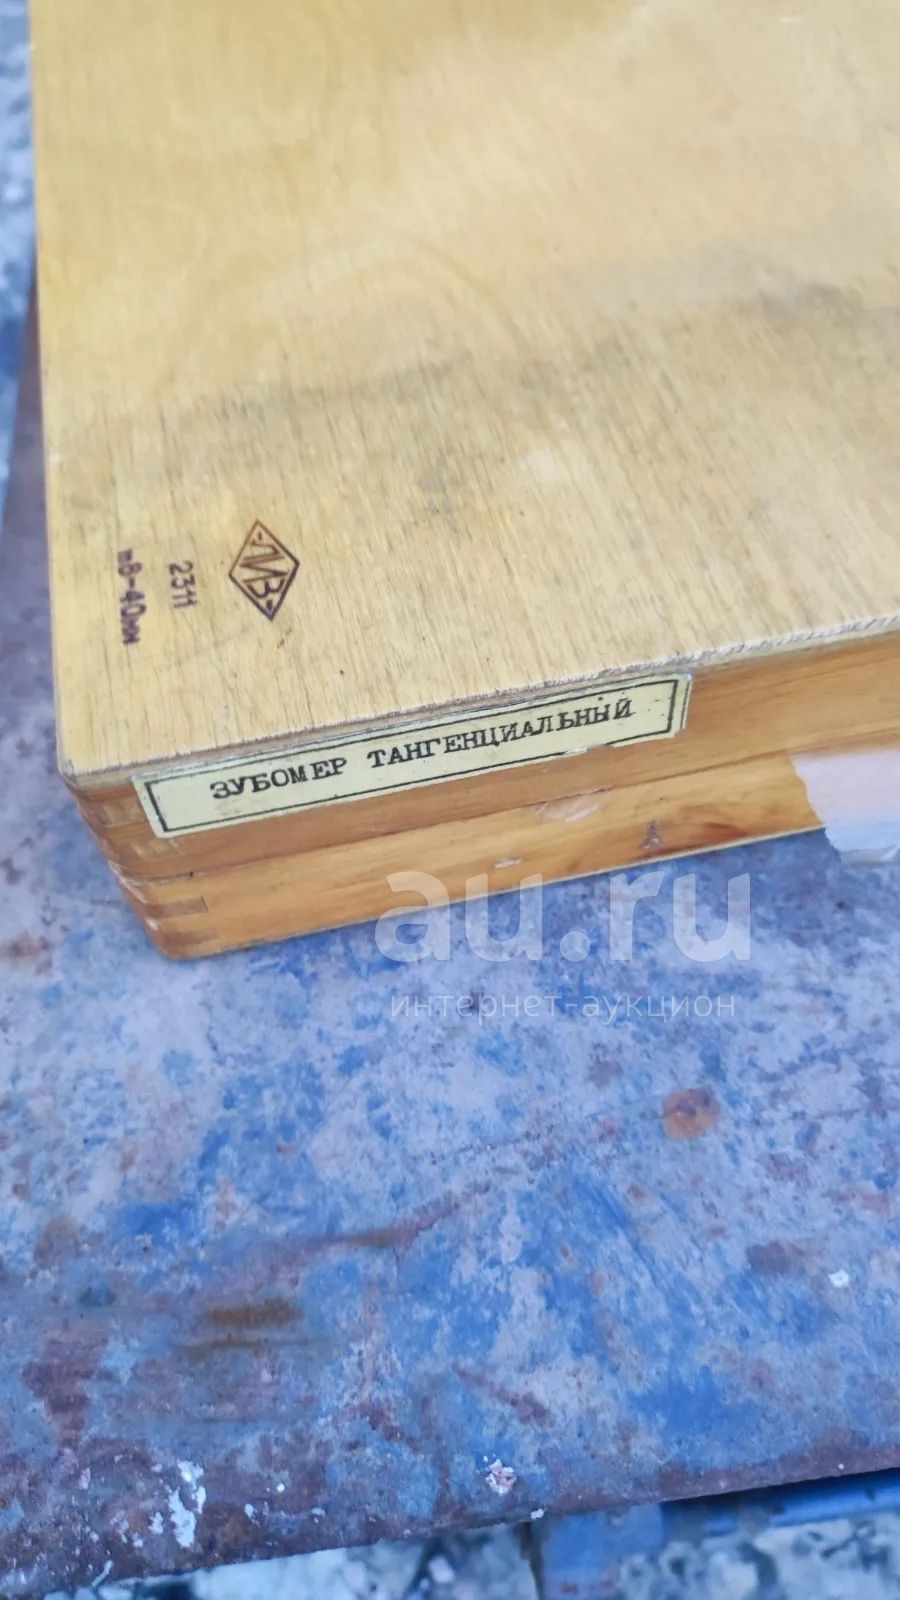 ЛИЗ
2311
m8-40мм
ЗУБОМЕР ТАНГЕНЦИАЛЬНЫЙ
au.ru
интернет-аукцион